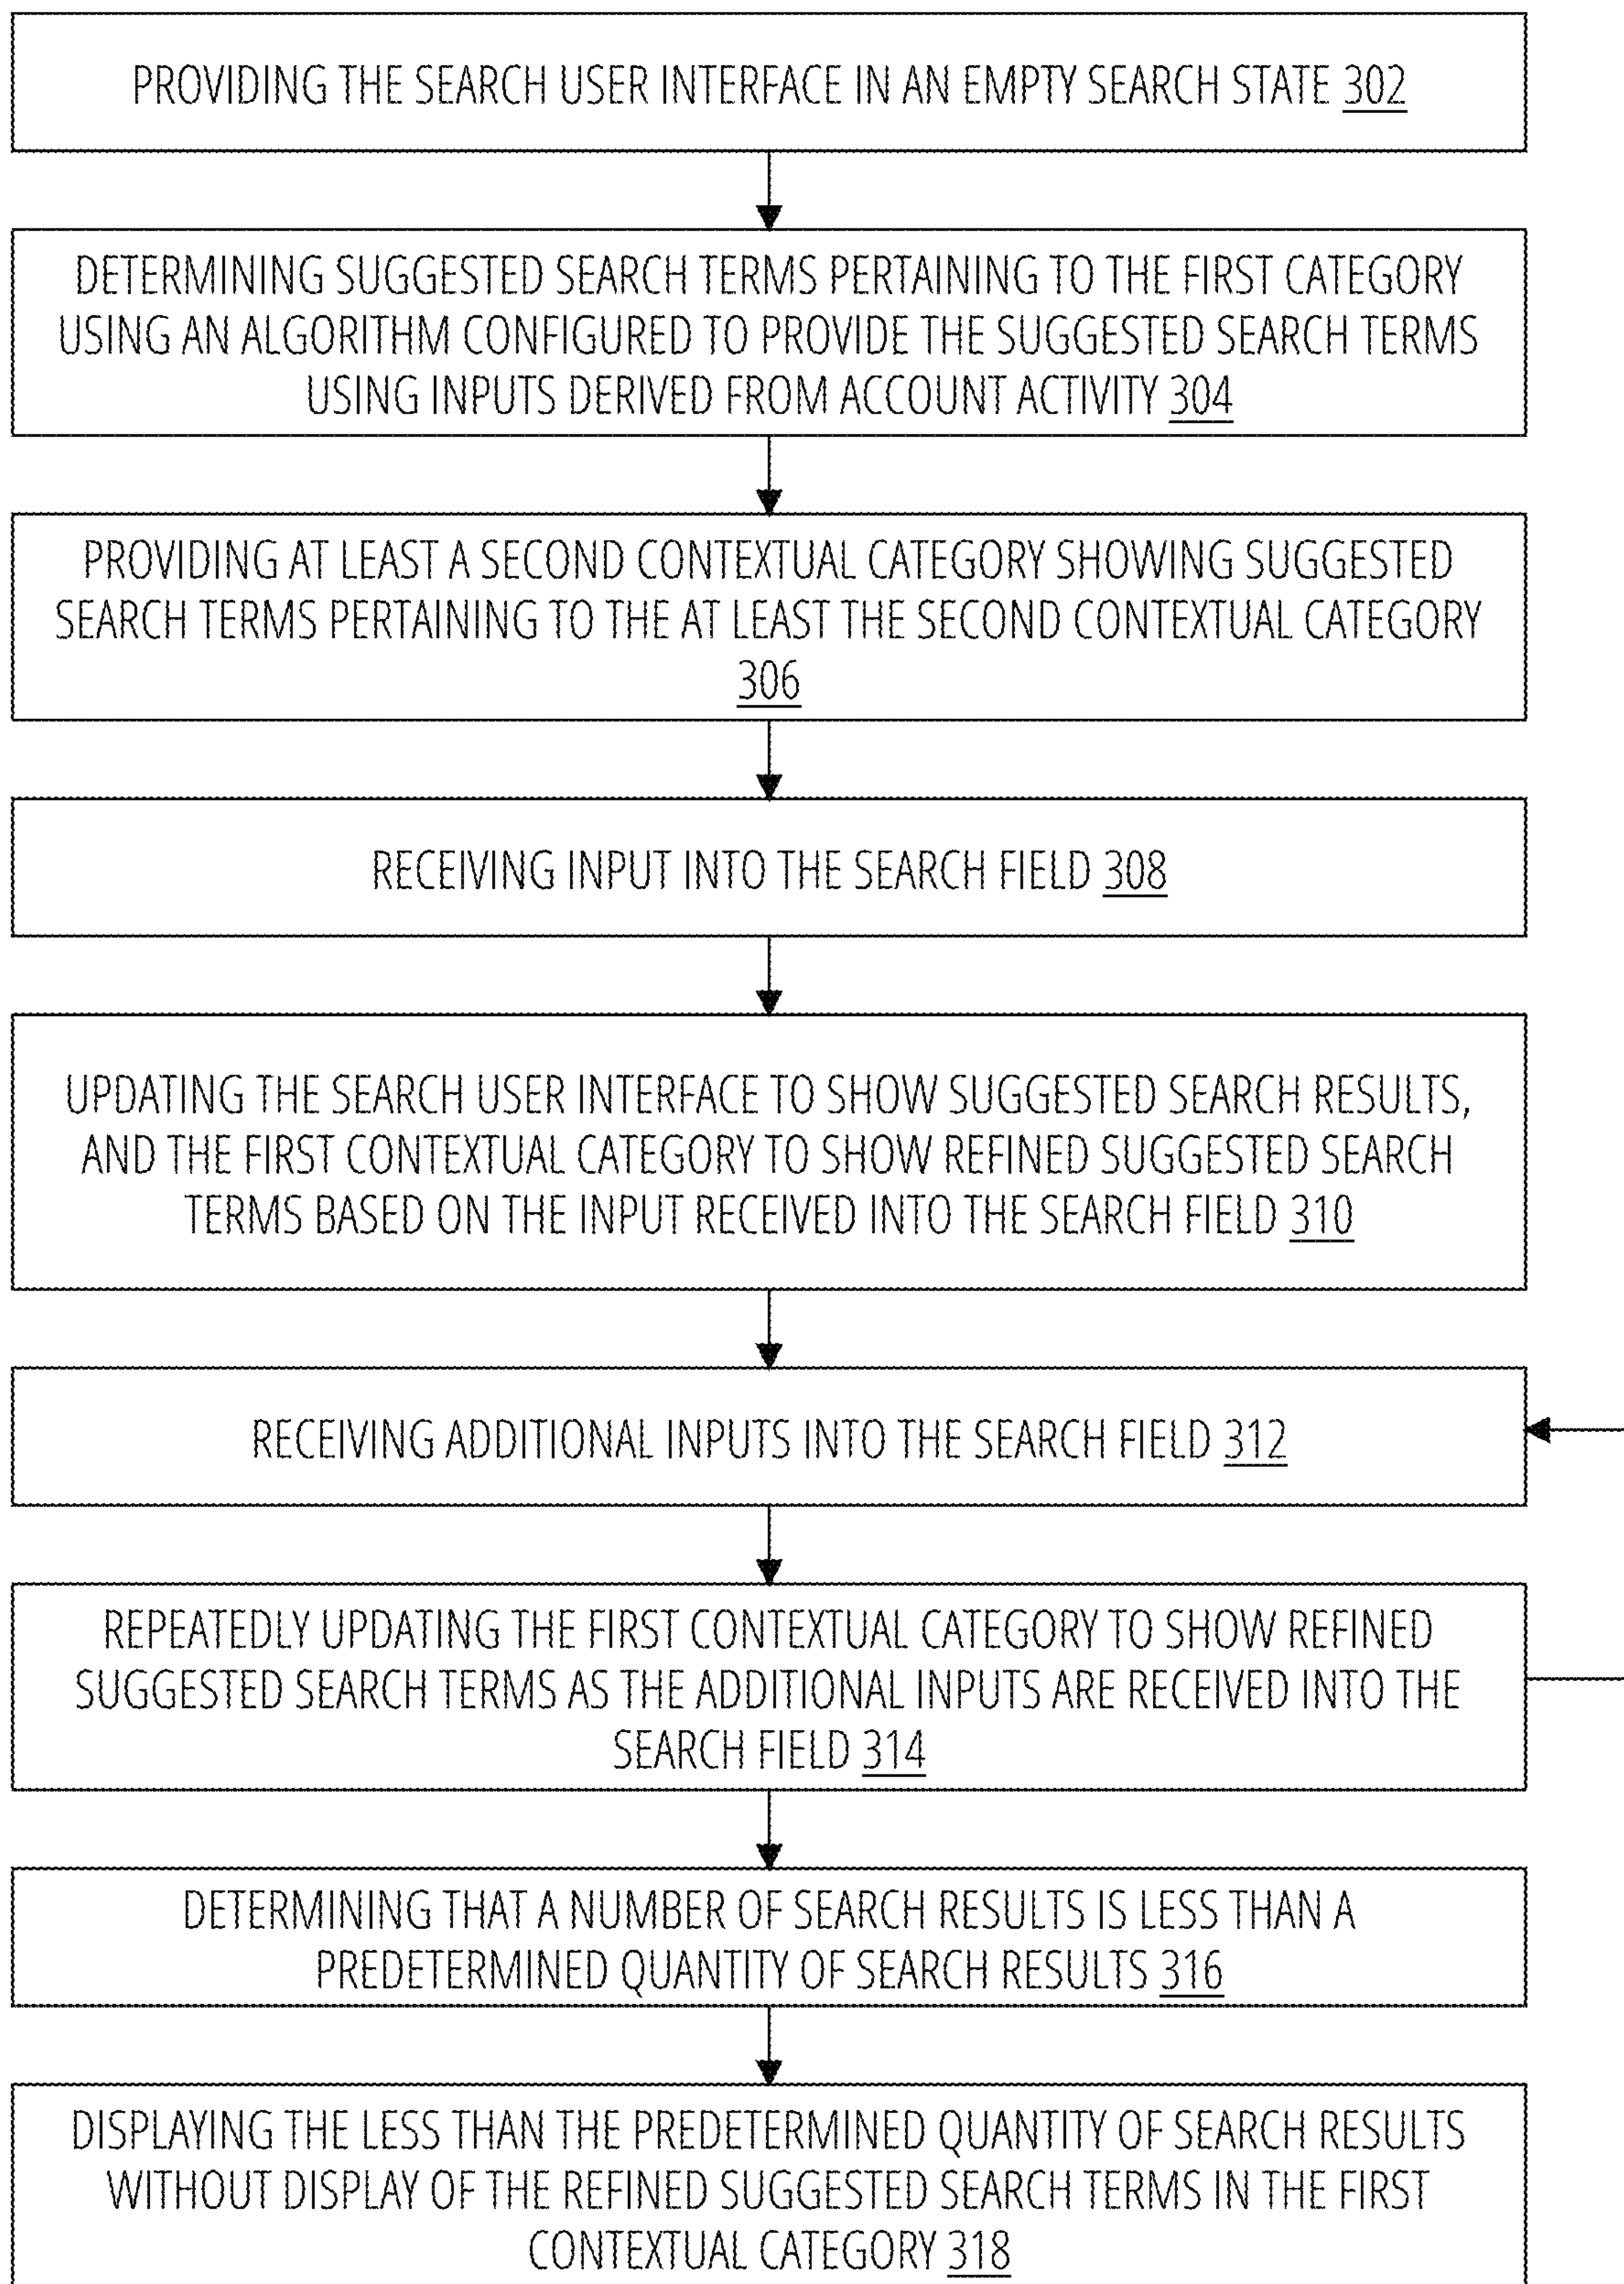 PROVIDING THE SEARCH USER INTERFACE IN AN EMPTY SEARCH STATE 302
DETERMINING SUGGESTED SEARCH TERMS PERTAINING TO THE FIRST CATEGORY
USING AN ALGORITHM CONFIGURED TO PROVIDE THE SUGGESTED SEARCH TERMS
USING INPUTS DERIVED FROM ACCOUNT ACTIVITY 304
PROVIDING AT LEAST A SECOND CONTEXTUAL CATEGORY SHOWING SUGGESTED
SEARCH TERMS PERTAINING TO THE AT LEAST THE SECOND CONTEXTUAL CATEGORY
306
RECEIVING INPUT INTO THE SEARCH FIELD 308
UPDATING THE SEARCH USER INTERFACE TO SHOW SUGGESTED SEARCH RESULTS,
AND THE FIRST CONTEXTUAL CATEGORY TO SHOW REFINED SUGGESTED SEARCH
TERMS BASED ON THE INPUT RECEIVED INTO THE SEARCH FIELD 310
RECEIVING ADDITIONAL INPUTS INTO THE SEARCH FIELD 312
REPEATEDLY UPDATING THE FIRST CONTEXTUAL CATEGORY TO SHOW REFINED
SUGGESTED SEARCH TERMS AS THE ADDITIONAL INPUTS ARE RECEIVED INTO THE
SEARCH FIELD 314
DETERMINING THAT A NUMBER OF SEARCH RESULTS IS LESS THAN A
PREDETERMINED QUANTITY OF SEARCH RESULTS 316
DISPLAYING THE LESS THAN THE PREDETERMINED QUANTITY OF SEARCH RESULTS
WITHOUT DISPLAY OF THE REFINED SUGGESTED SEARCH TERMS IN THE FIRST
CONTEXTUAL CATEGORY 318